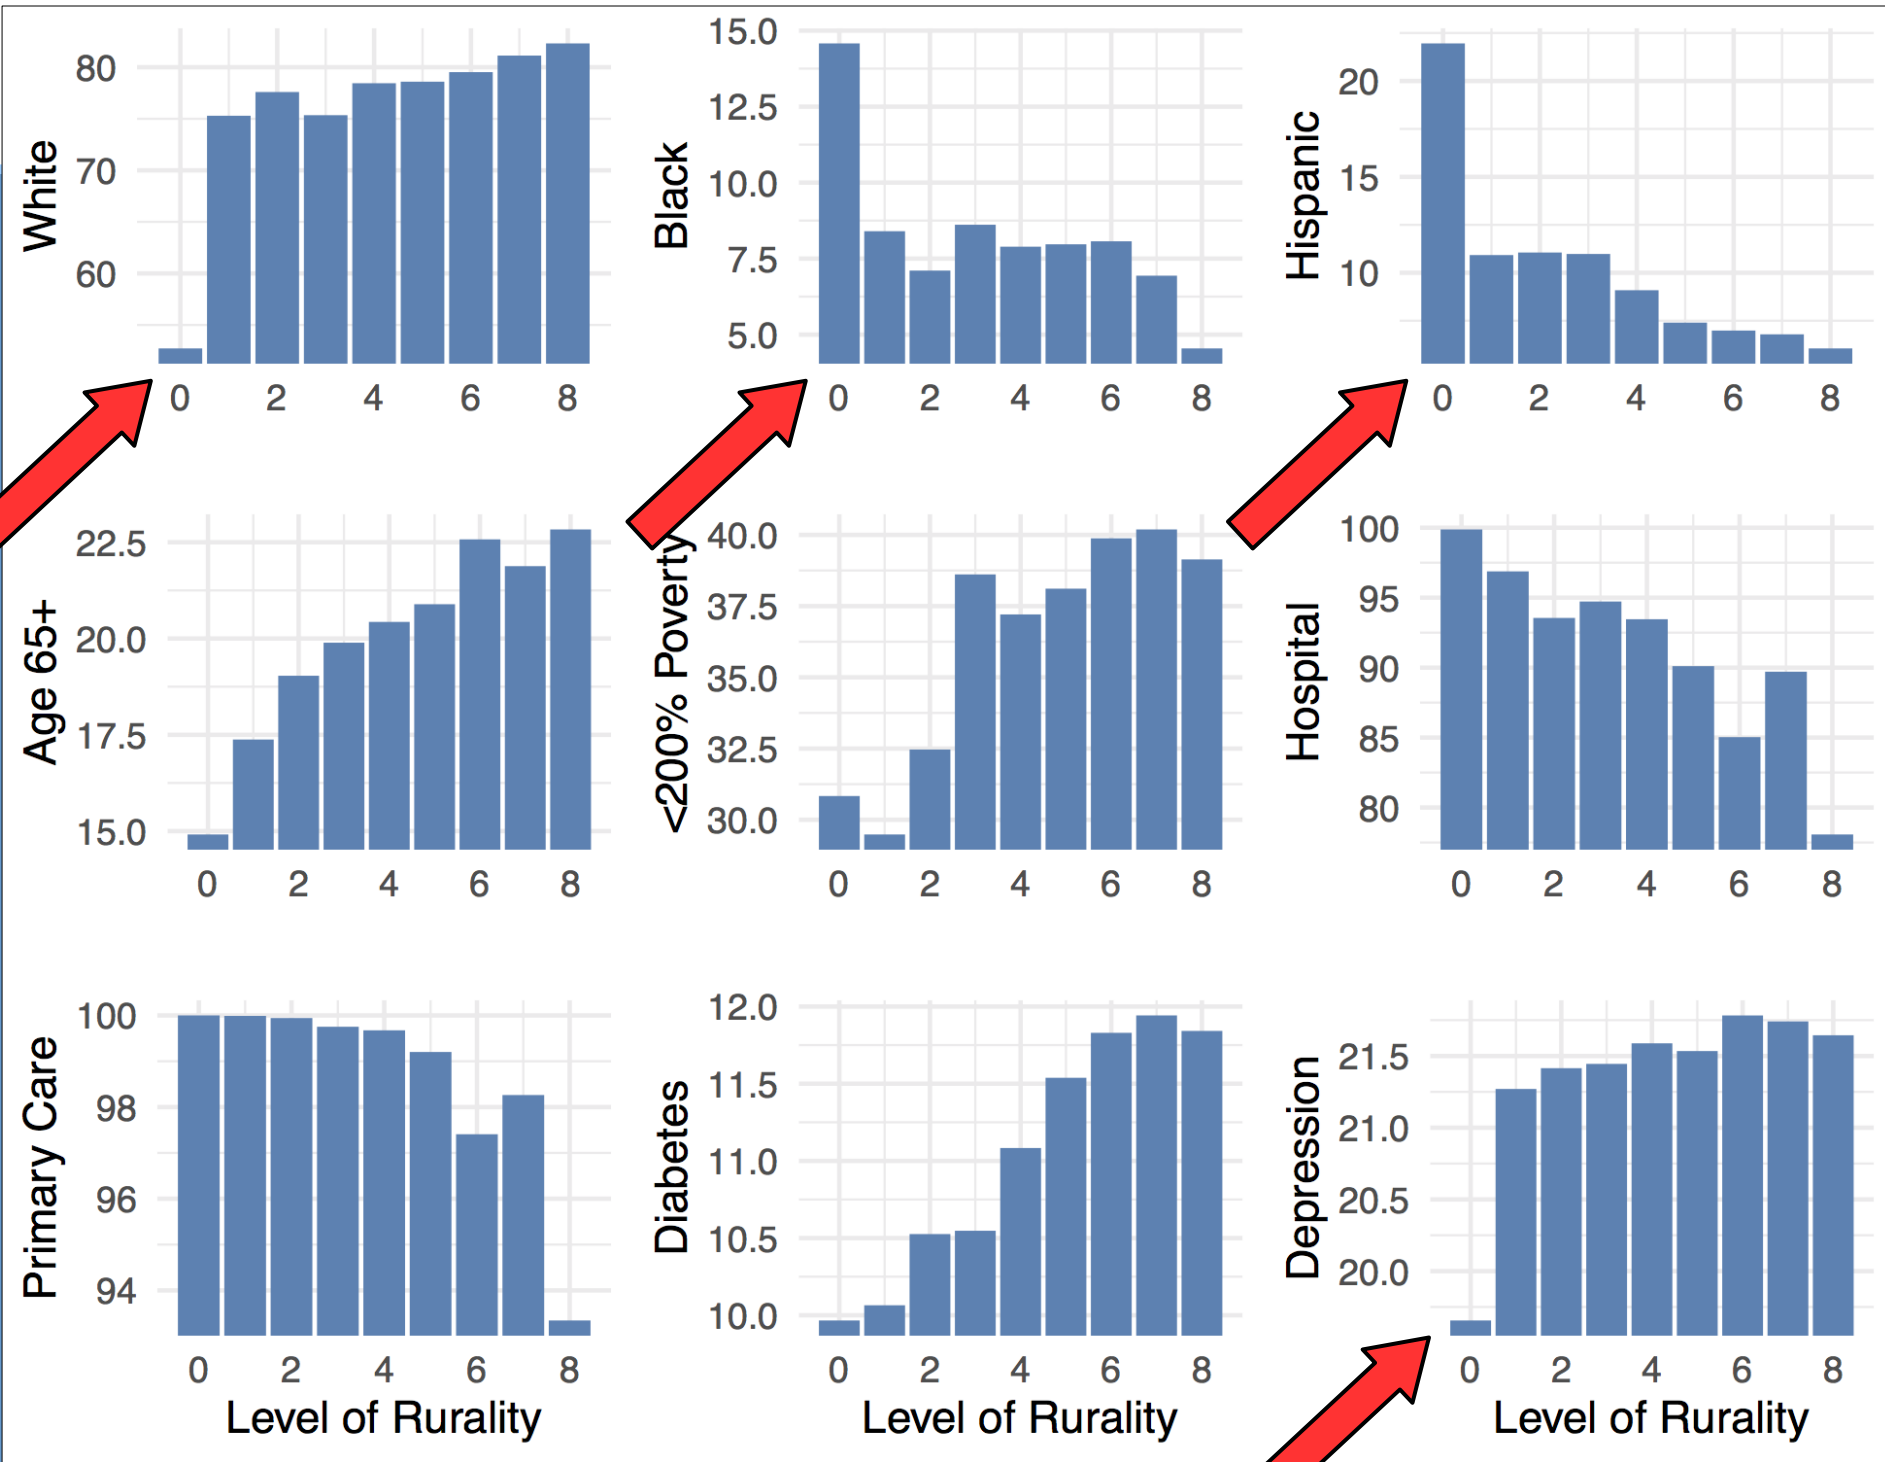 White
80
70
60
0 2 4 6 8
Black
15.0
12.5
10.0
7.5
5.0
0 2 4 6 8
Hispanic
20
15
10
0 2 4 6 8
Age 65+
22.5
20.0
17.5
15.0
0 2 4 6 8
<200% Poverty
40.0
37.5
35.0
32.5
30.0
0 2 4 6 8
Hospital
100
95
90
85
80
0 2 4 6 8
Primary Care
100
98
96
94
0 2 4 6 8
Level of Rurality
Diabetes
12.0
11.5
11.0
10.5
10.0
0 2 4 6 8
Level of Rurality
Depression
21.5
21.0
20.5
20.0
0 2 4 6 8
Level of Rurality